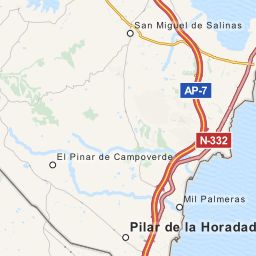 San Miguel de Salinas
AP-7
N-332
El Pinar de Campoverde
Mil Palmeras
Pilar de la Horadad